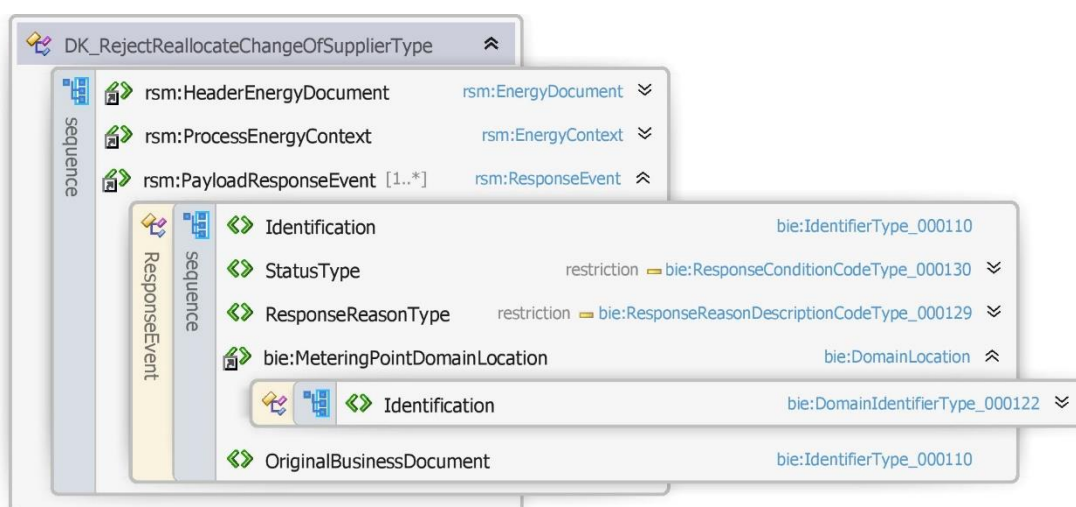 DK_RejectReallocateChangeOfSupplierType
sequence
rsm:HeaderEnergyDocument rsm:EnergyDocument
rsm:ProcessEnergyContext rsm:EnergyContext
rsm:PayloadResponseEvent [1..*] rsm:ResponseEvent
ResponseEvent
sequence
Identification bie:IdentifierType_000110
StatusType restriction bie:ResponseConditionCodeType_000130
ResponseReasonType restriction bie:ResponseReasonDescriptionCodeType_000129
bie:MeteringPointDomainLocation bie:DomainLocation
Identification bie:DomainIdentifierType_000122
OriginalBusinessDocument bie:IdentifierType_000110